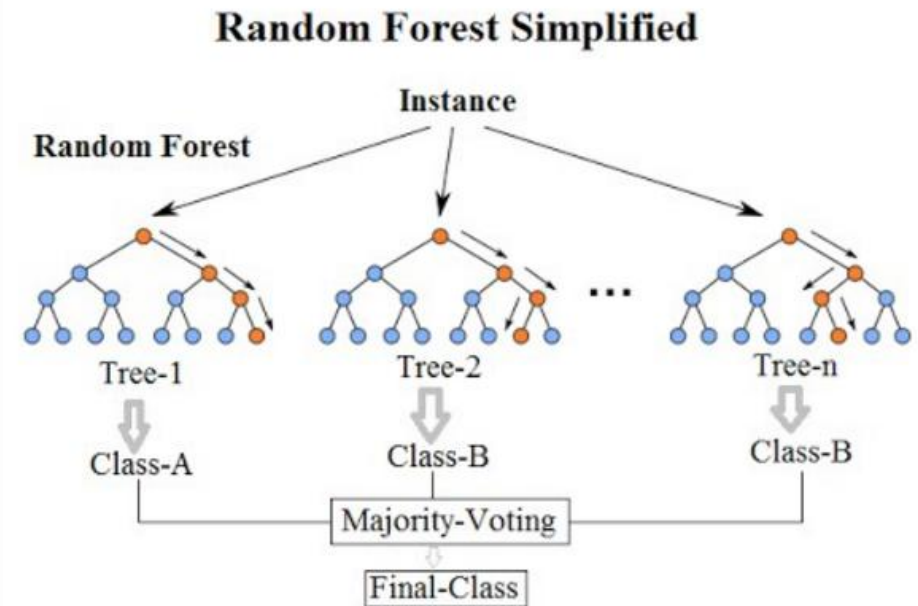 Random Forest Simplified
Instance
Random Forest
...
Tree-1
Tree-2
Tree-n
Class-A
Class-B
Class-B
Majority-Voting
Final-Class